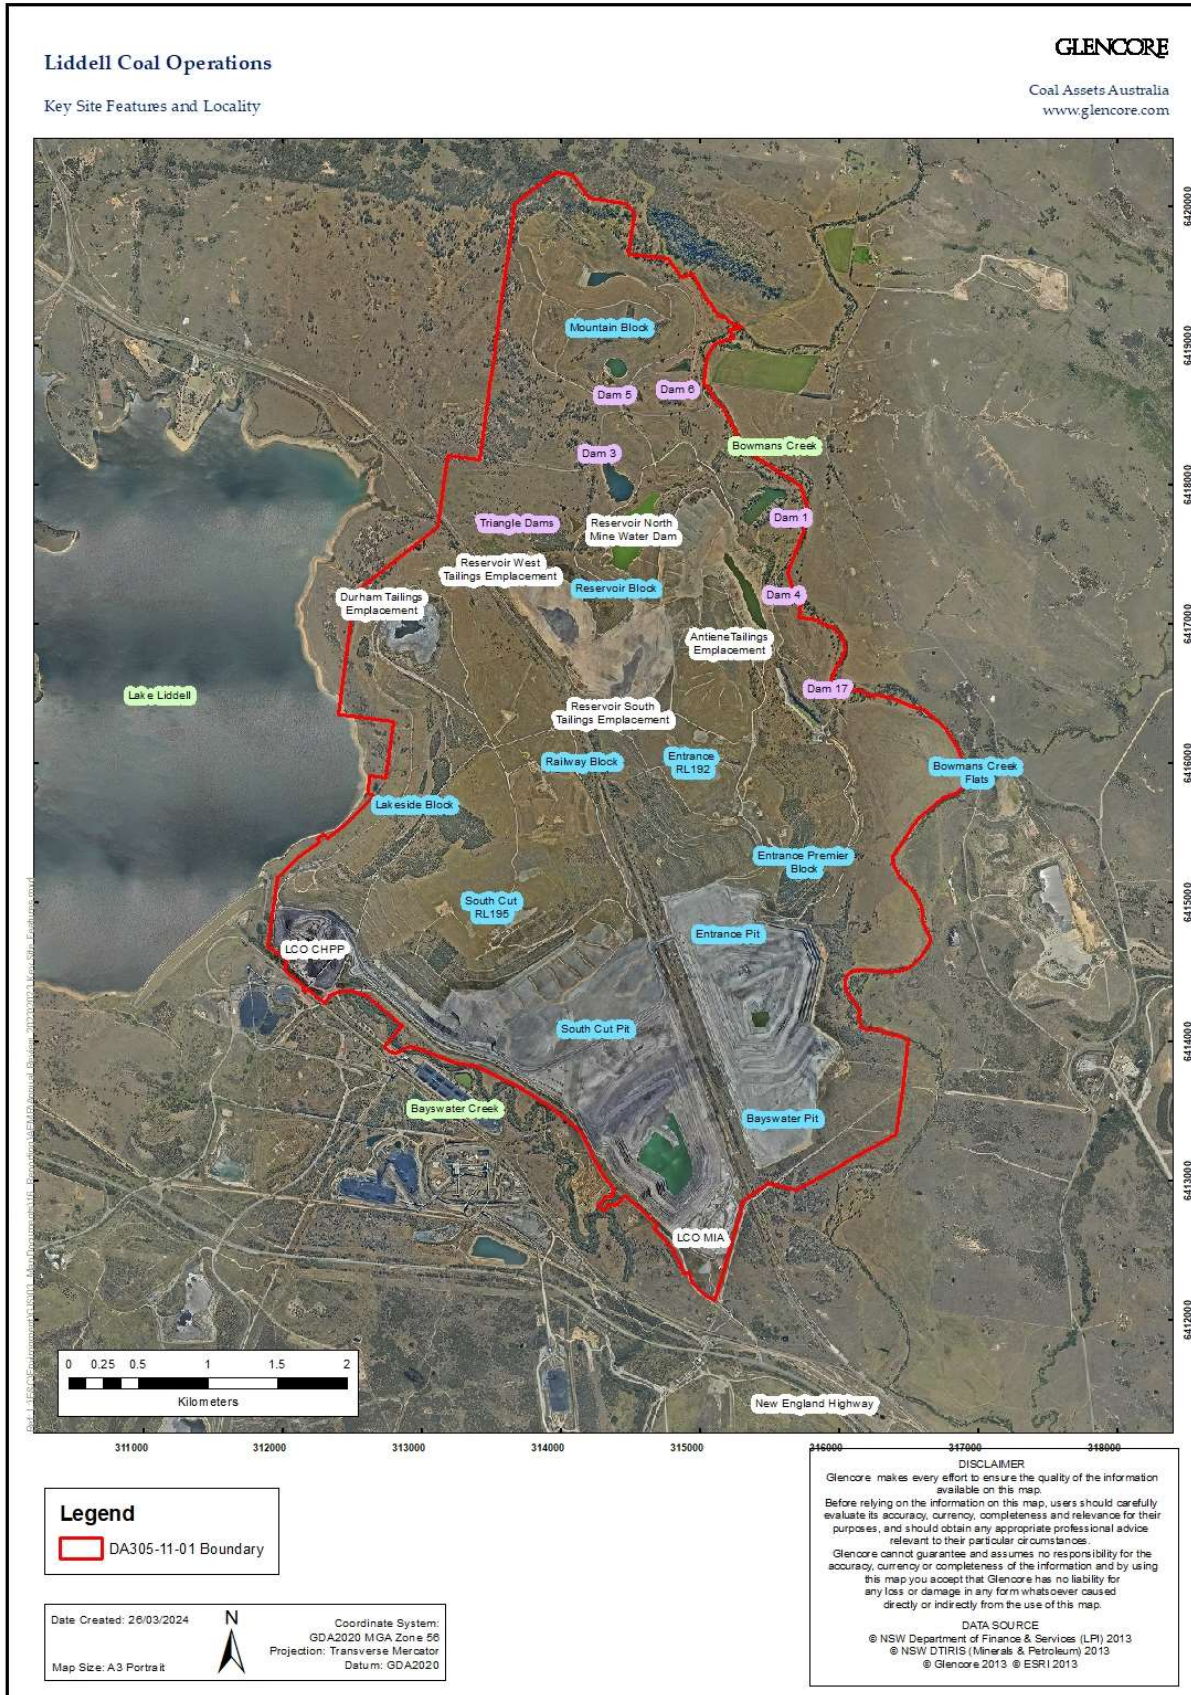 GLENCORE
Liddell Coal Operations
Key Site Features and Locality
Coal Assets Australia
www.glencore.com
6420000
6419000
6418000
6417000
6416000
6415000
6414000
6413000
6412000
Mountain Block
Dam 5
Dam 6
Bowmans Creek
Dam 3
Triangle Dams
Reservoir North
Mine Water Dam
Dam 1
Reservoir West
Tailings Emplacement
Reservoir Block
Durham Tailings
Emplacement
Dam 4
AntieneTailings
Emplacement
Lake Liddell
Dam 17
Reservoir South
Tailings Emplacement
Railway Block
Entrance
RL192
Bowmans Creek
Flats
Lakeside Block
Entrance Premier
Block
South Cut
RL195
Entrance Pit
LCO CHPP
South Cut Pit
Bayswater Creek
Bayswater Pit
LCO MIA
New England Highway
0 0.25 0.5 1 1.5 2
Kilometers
311000 312000 313000 314000 315000 316000 317000 318000
Legend
DA305-11-01 Boundary
Date Created: 26/03/2024
Map Size: A3 Portrait
N
Coordinate System:
GDA2020 MGA Zone 56
Projection: Transverse Mercator
Datum: GDA2020
DISCLAIMER
Glencore makes every effort to ensure the quality of the information
available on this map.
Before relying on the information on this map, users should carefully
evaluate its accuracy, currency, completeness and relevance for their
purposes, and should obtain any appropriate professional advice
relevant to their particular circumstances.
Glencore cannot guarantee and assumes no responsibility for the
accuracy, currency or completeness of the information and by using
this map you accept that Glencore has no liability for
any loss or damage in any form whatsoever caused
directly or indirectly from the use of this map.
DATA SOURCE
© NSW Department of Finance & Services (LPI) 2013
© NSW DTIRIS (Minerals & Petroleum) 2013
© Glencore 2013 © ESRI 2013